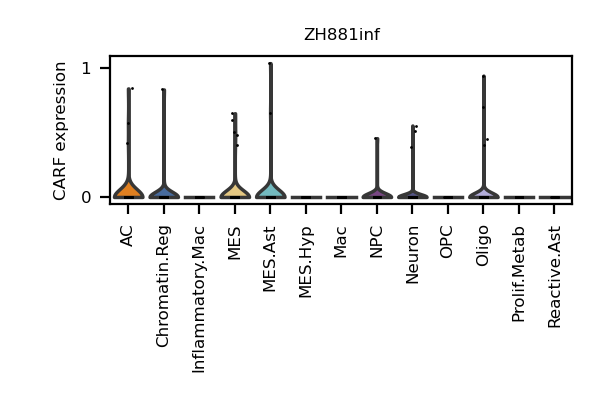 ZH881inf
CARF expression
1
0
AC
Chromatin.Reg
Inflammatory.Mac
MES
MES.Ast
MES.Hyp
Mac
NPC
Neuron
OPC
Oligo
Prolif.Metab
Reactive.Ast